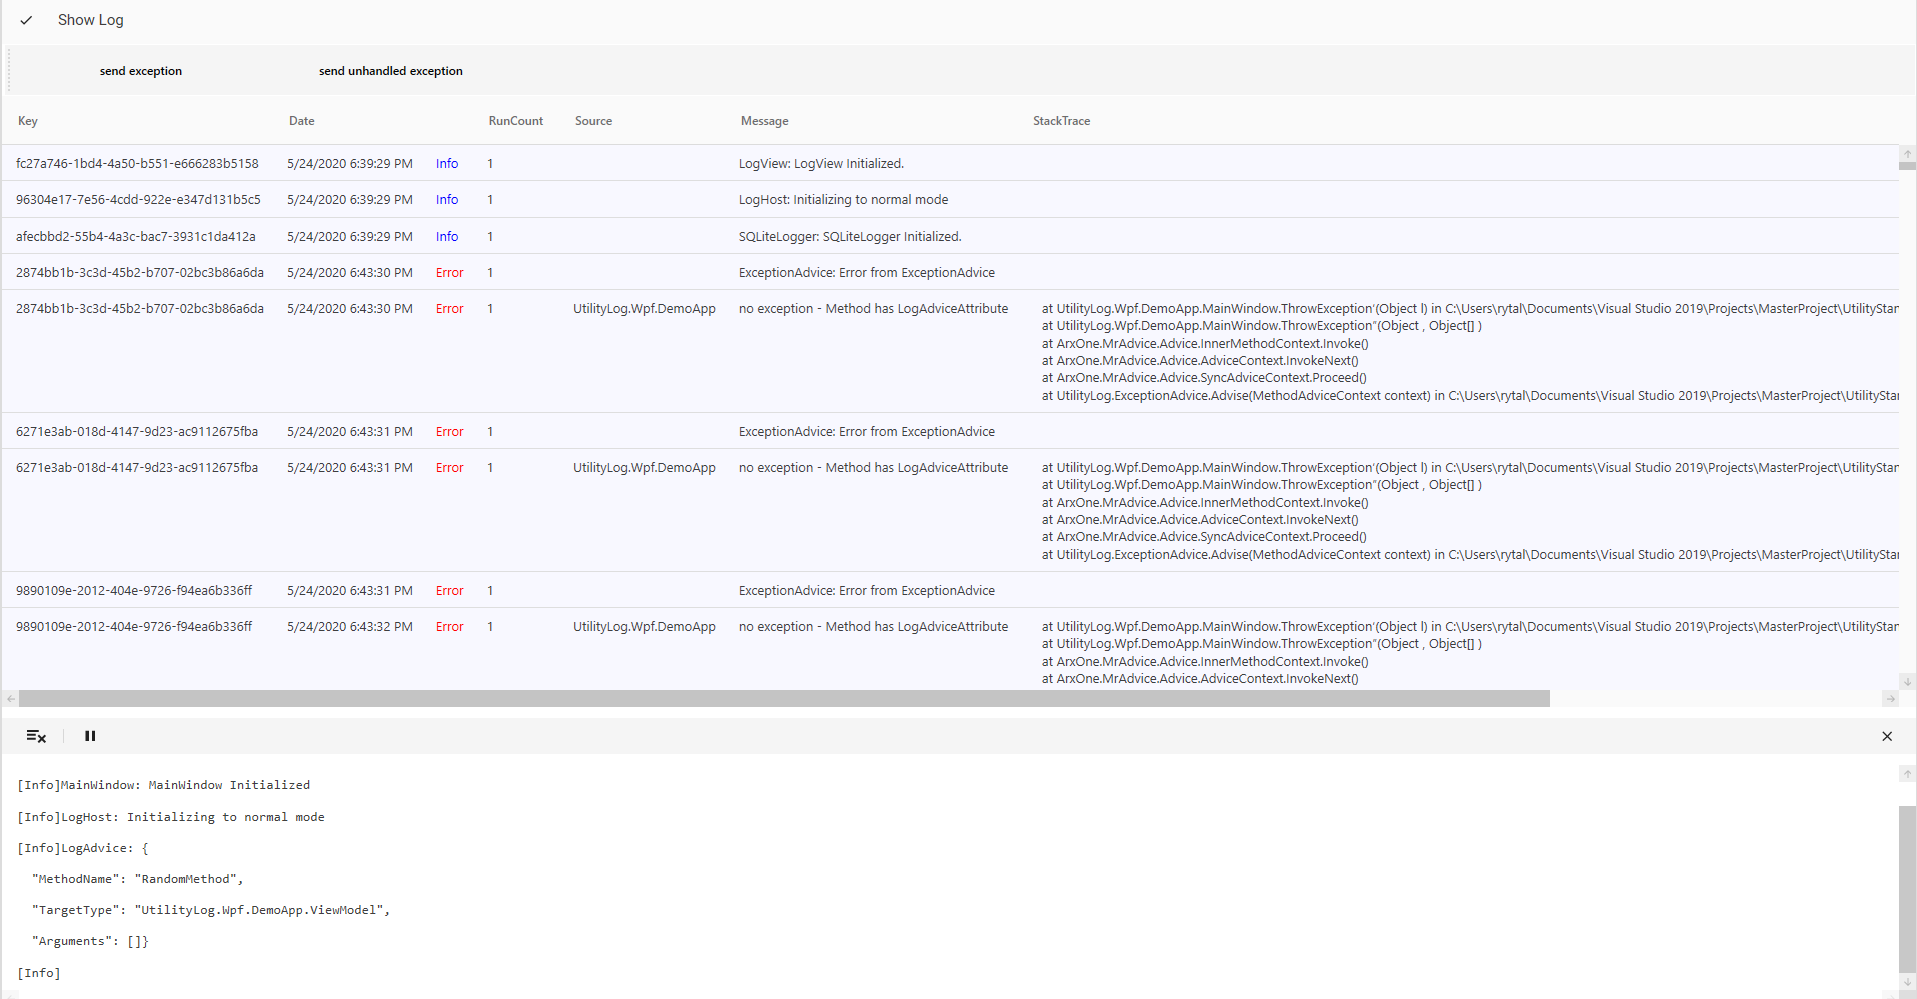 Show Log
send exception send unhandled exception
Key Date RunCount Source Message StackTrace
fc27a746-1bd4-4a50-b551-e666283b5158 5/24/2020 6:39:29 PM Info 1 LogView: LogView Initialized.
96304e17-7e56-4cdd-922e-e347d131b5c5 5/24/2020 6:39:29 PM Info 1 LogHost: Initializing to normal mode
afecbbd2-55b4-4a3c-bac7-3931c1da412a 5/24/2020 6:39:29 PM Info 1 SQLiteLogger: SQLiteLogger Initialized.
2874bb1b-3c3d-45b2-b707-02bc3b86a6da 5/24/2020 6:43:30 PM Error 1 ExceptionAdvice: Error from ExceptionAdvice
2874bb1b-3c3d-45b2-b707-02bc3b86a6da 5/24/2020 6:43:30 PM Error 1 UtilityLog.Wpf.DemoApp no exception - Method has LogAdviceAttribute at UtilityLog.Wpf.DemoApp.MainWindow.ThrowException'(Object l) in C:\Users\rytal\Documents\Visual Studio 2019\Projects\MasterProject\UtilityStan
at UtilityLog.Wpf.DemoApp.MainWindow.ThrowException"(Object , Object[] )
at ArxOne.MrAdvice.Advice.InnerMethodContext.Invoke()
at ArxOne.MrAdvice.Advice.AdviceContext.InvokeNext()
at ArxOne.MrAdvice.Advice.SyncAdviceContext.Proceed()
at UtilityLog.ExceptionAdvice.Advise(MethodAdviceContext context) in C:\Users\rytal\Documents\Visual Studio 2019\Projects\MasterProject\UtilityStan
6271e3ab-018d-4147-9d23-ac9112675fba 5/24/2020 6:43:31 PM Error 1 ExceptionAdvice: Error from ExceptionAdvice
6271e3ab-018d-4147-9d23-ac9112675fba 5/24/2020 6:43:31 PM Error 1 UtilityLog.Wpf.DemoApp no exception - Method has LogAdviceAttribute at UtilityLog.Wpf.DemoApp.MainWindow.ThrowException'(Object l) in C:\Users\rytal\Documents\Visual Studio 2019\Projects\MasterProject\UtilityStan
at UtilityLog.Wpf.DemoApp.MainWindow.ThrowException"(Object , Object[] )
at ArxOne.MrAdvice.Advice.InnerMethodContext.Invoke()
at ArxOne.MrAdvice.Advice.AdviceContext.InvokeNext()
at ArxOne.MrAdvice.Advice.SyncAdviceContext.Proceed()
at UtilityLog.ExceptionAdvice.Advise(MethodAdviceContext context) in C:\Users\rytal\Documents\Visual Studio 2019\Projects\MasterProject\UtilityStan
9890109e-2012-404e-9726-f94ea6b336ff 5/24/2020 6:43:31 PM Error 1 ExceptionAdvice: Error from ExceptionAdvice
9890109e-2012-404e-9726-f94ea6b336ff 5/24/2020 6:43:32 PM Error 1 UtilityLog.Wpf.DemoApp no exception - Method has LogAdviceAttribute at UtilityLog.Wpf.DemoApp.MainWindow.ThrowException'(Object l) in C:\Users\rytal\Documents\Visual Studio 2019\Projects\MasterProject\UtilityStan
at UtilityLog.Wpf.DemoApp.MainWindow.ThrowException"(Object , Object[] )
at ArxOne.MrAdvice.Advice.InnerMethodContext.Invoke()
at ArxOne.MrAdvice.Advice.AdviceContext.InvokeNext()
[Info]MainWindow: MainWindow Initialized
[Info]LogHost: Initializing to normal mode
[Info]LogAdvice: {
"MethodName": "RandomMethod",
"TargetType": "UtilityLog.Wpf.DemoApp.ViewModel",
"Arguments": []}
[Info]